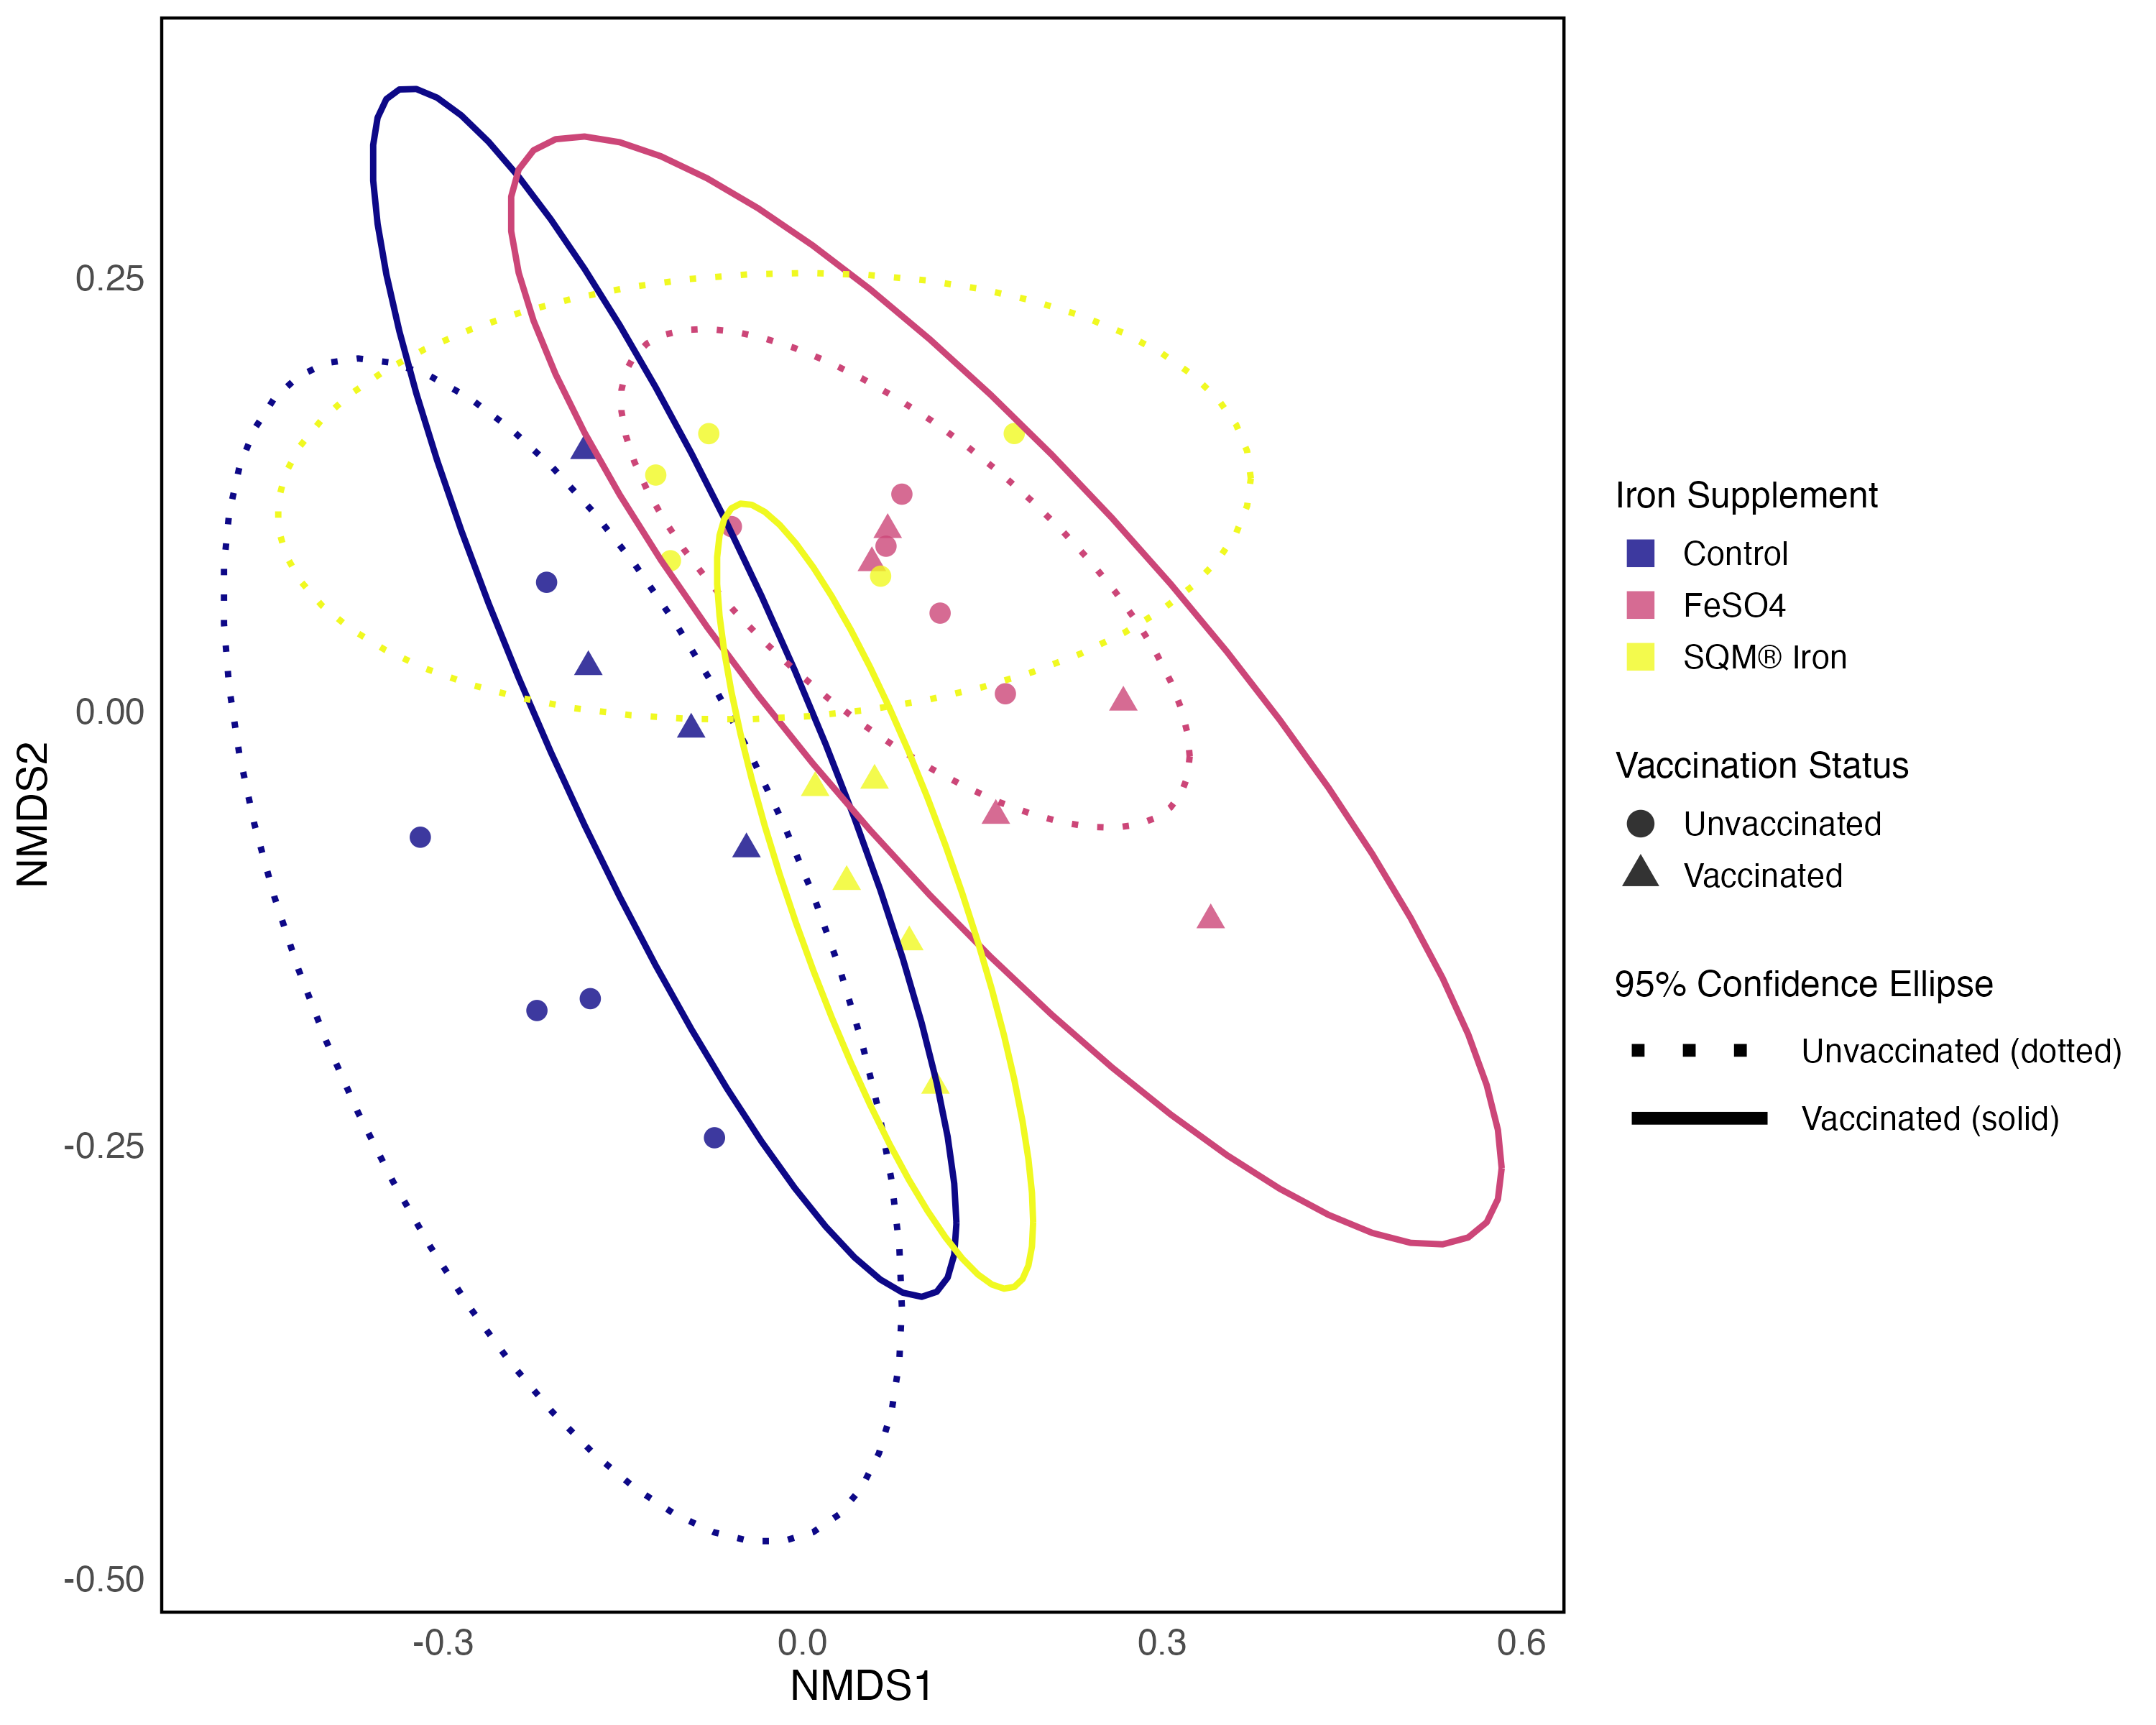 0.25
0.00
-0.25
-0.50
NMDS2
-0.3
0.0
0.3
0.6
NMDS1
Iron Supplement
Control
FeSO4
SQM® Iron
Vaccination Status
Unvaccinated
Vaccinated
95% Confidence Ellipse
Unvaccinated (dotted)
Vaccinated (solid)